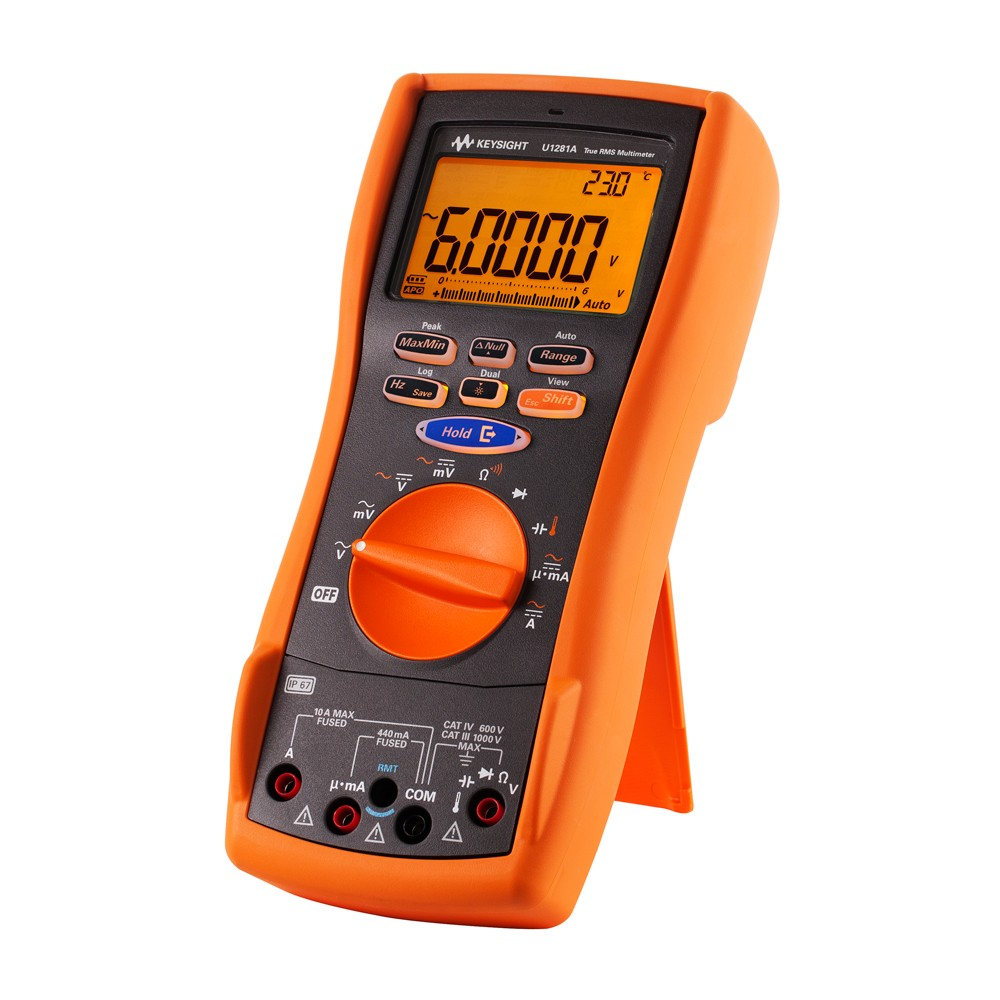 KEYSIGHT U1281A True RMS Multimeter
23.0 °C
~ 6.0000 V
0 6 V
APO + Auto
Peak Auto
MaxMin ΔNull Range
Log Dual View
Hz Save Esc Shift
Hold
~ mV
~ V Ω
~ mV
~ V
μ•mA
OFF
A
IP 67
10 A MAX
FUSED
440 mA
FUSED
CAT IV 600 V
CAT III 1000 V
MAX
A
RMT
μ•mA COM
Ω
V